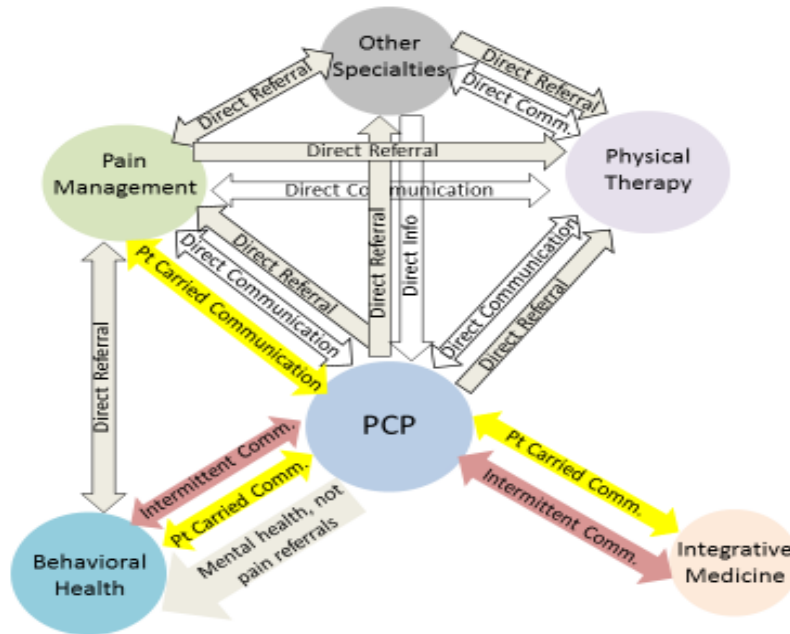 Other
Specialties
Direct Referral
Direct Comm.
Direct Referral
Pain
Management
Direct Referral
Physical
Therapy
Direct Communication
Direct Referral
Direct Communication
Pt Carried Communication
Direct Referral
Direct Info
Direct Communication
Direct Referral
Direct Referral
PCP
Intermittent Comm.
Pt Carried Comm.
Mental health, not
pain referrals
Pt Carried Comm.
Intermittent Comm.
Behavioral
Health
Integrative
Medicine